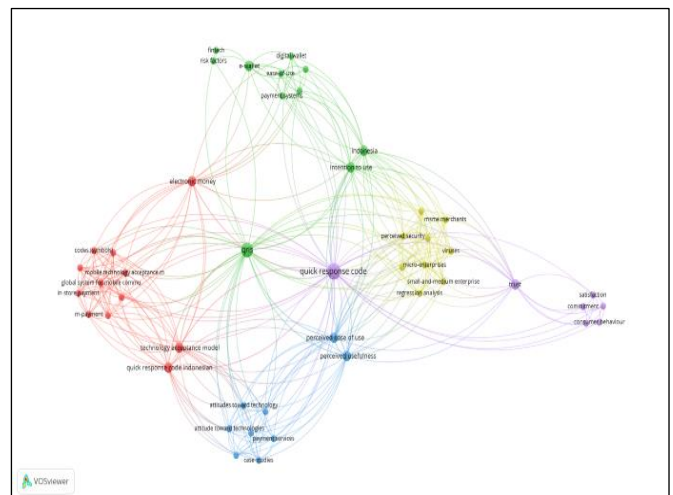 fintech
digital wallet
risk factors
e-wallet
ease of use
payment systems
indonesia
intention to use
electronic money
msme merchants
perceived security
codes (symbols)
qris
viruses
micro-enterprises
mobile technology acceptance m
quick response code
global system for mobile commu
small-and-medium enterprise
trust
in-store payment
regression analysis
satisfaction
commitment
m-payment
consumer behaviour
perceived ease of use
technology acceptance model
perceived usefulness
quick response code indonesian
attitudes toward technology
attitude toward technologies
payment services
case-studies
VOSviewer